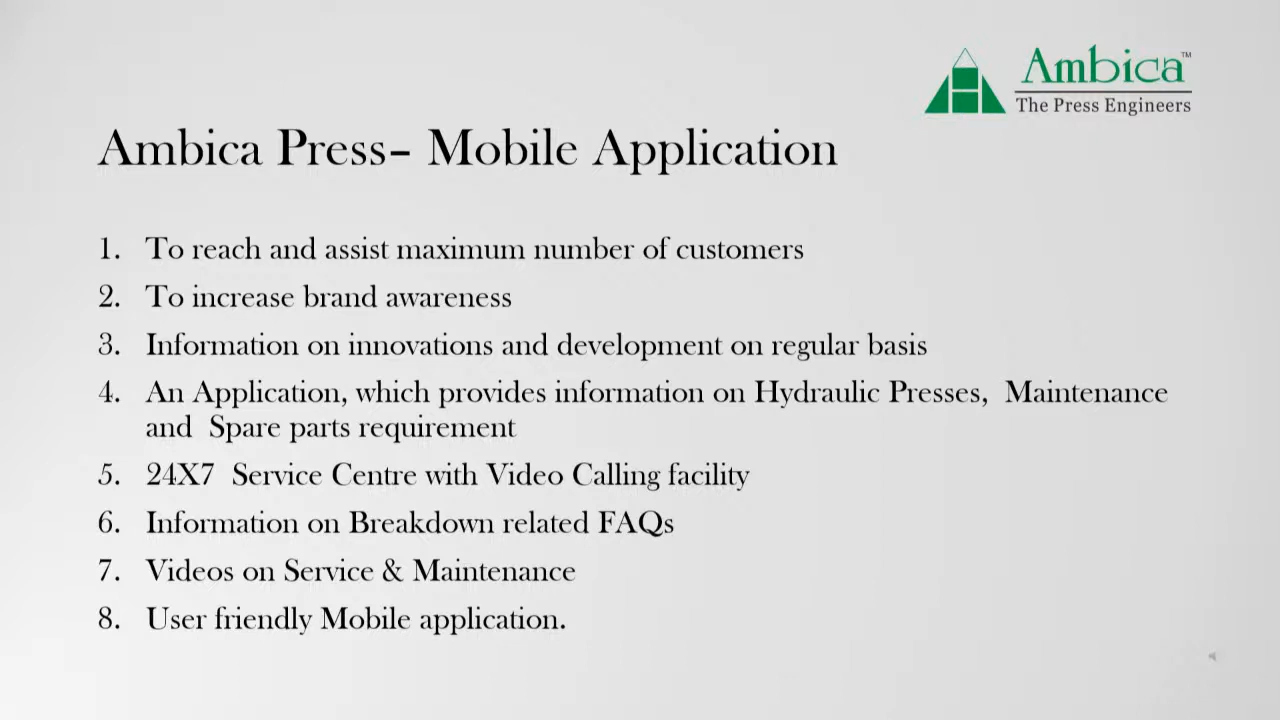 Ambica™
The Press Engineers
Ambica Press– Mobile Application
1. To reach and assist maximum number of customers
2. To increase brand awareness
3. Information on innovations and development on regular basis
4. An Application, which provides information on Hydraulic Presses,  Maintenance
and  Spare parts requirement
5. 24X7  Service Centre with Video Calling facility
6. Information on Breakdown related FAQs
7. Videos on Service & Maintenance
8. User friendly Mobile application.